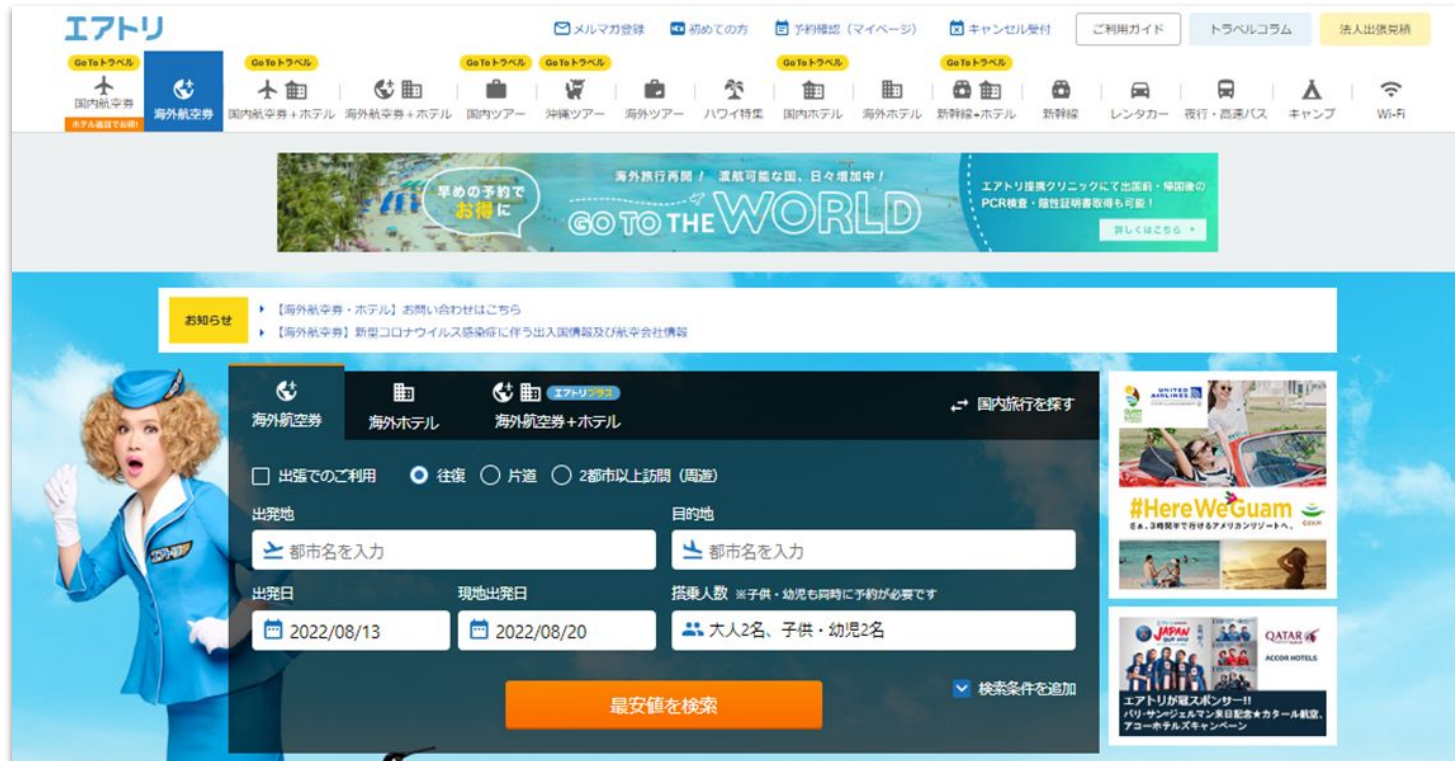 エアトリ
メルマガ登録 初めての方 予約確認（マイページ） キャンセル受付 ご利用ガイド トラベルコラム 法人出張見積
GoToトラベル GoToトラベル GoToトラベル GoToトラベル GoToトラベル GoToトラベル
国内航空券 海外航空券 国内航空券+ホテル 海外航空券+ホテル 国内ツアー 沖縄ツアー 海外ツアー ハワイ特集 国内ホテル 海外ホテル 新幹線+ホテル 新幹線 レンタカー 夜行・高速バス キャンプ Wi-Fi
早めの予約で
お得に
海外旅行再開！ 渡航可能な国、日々増加中！
GO TO THE WORLD
エアトリ提携クリニックにて出国前・帰国後の
PCR検査・陰性証明書取得も可能！
詳しくはこちら
お知らせ
【海外航空券・ホテル】お問い合わせはこちら
【海外航空券】新型コロナウイルス感染症に伴う出入国情報及び航空会社情報
海外航空券 海外ホテル エアトリプラス 海外航空券+ホテル 国内旅行を探す
出張でのご利用 往復 片道 2都市以上訪問（周遊）
出発地 目的地
都市名を入力 都市名を入力
出発日 現地出発日 搭乗人数 ※子供・幼児も同時に予約が必要です
2022/08/13 2022/08/20 大人2名、子供・幼児2名
最安値を検索 検索条件を追加
エアトリ
UNITED AIRLINES
GUAM
#HereWeGuam
さぁ、3時間半で行けるアメリカンリゾートへ。
GUAM
JAPAN
QATAR
ACCOR HOTELS
エアトリが冠スポンサー!!
パリ・サン=ジェルマン来日記念★カタール航空、
アコーホテルズキャンペーン